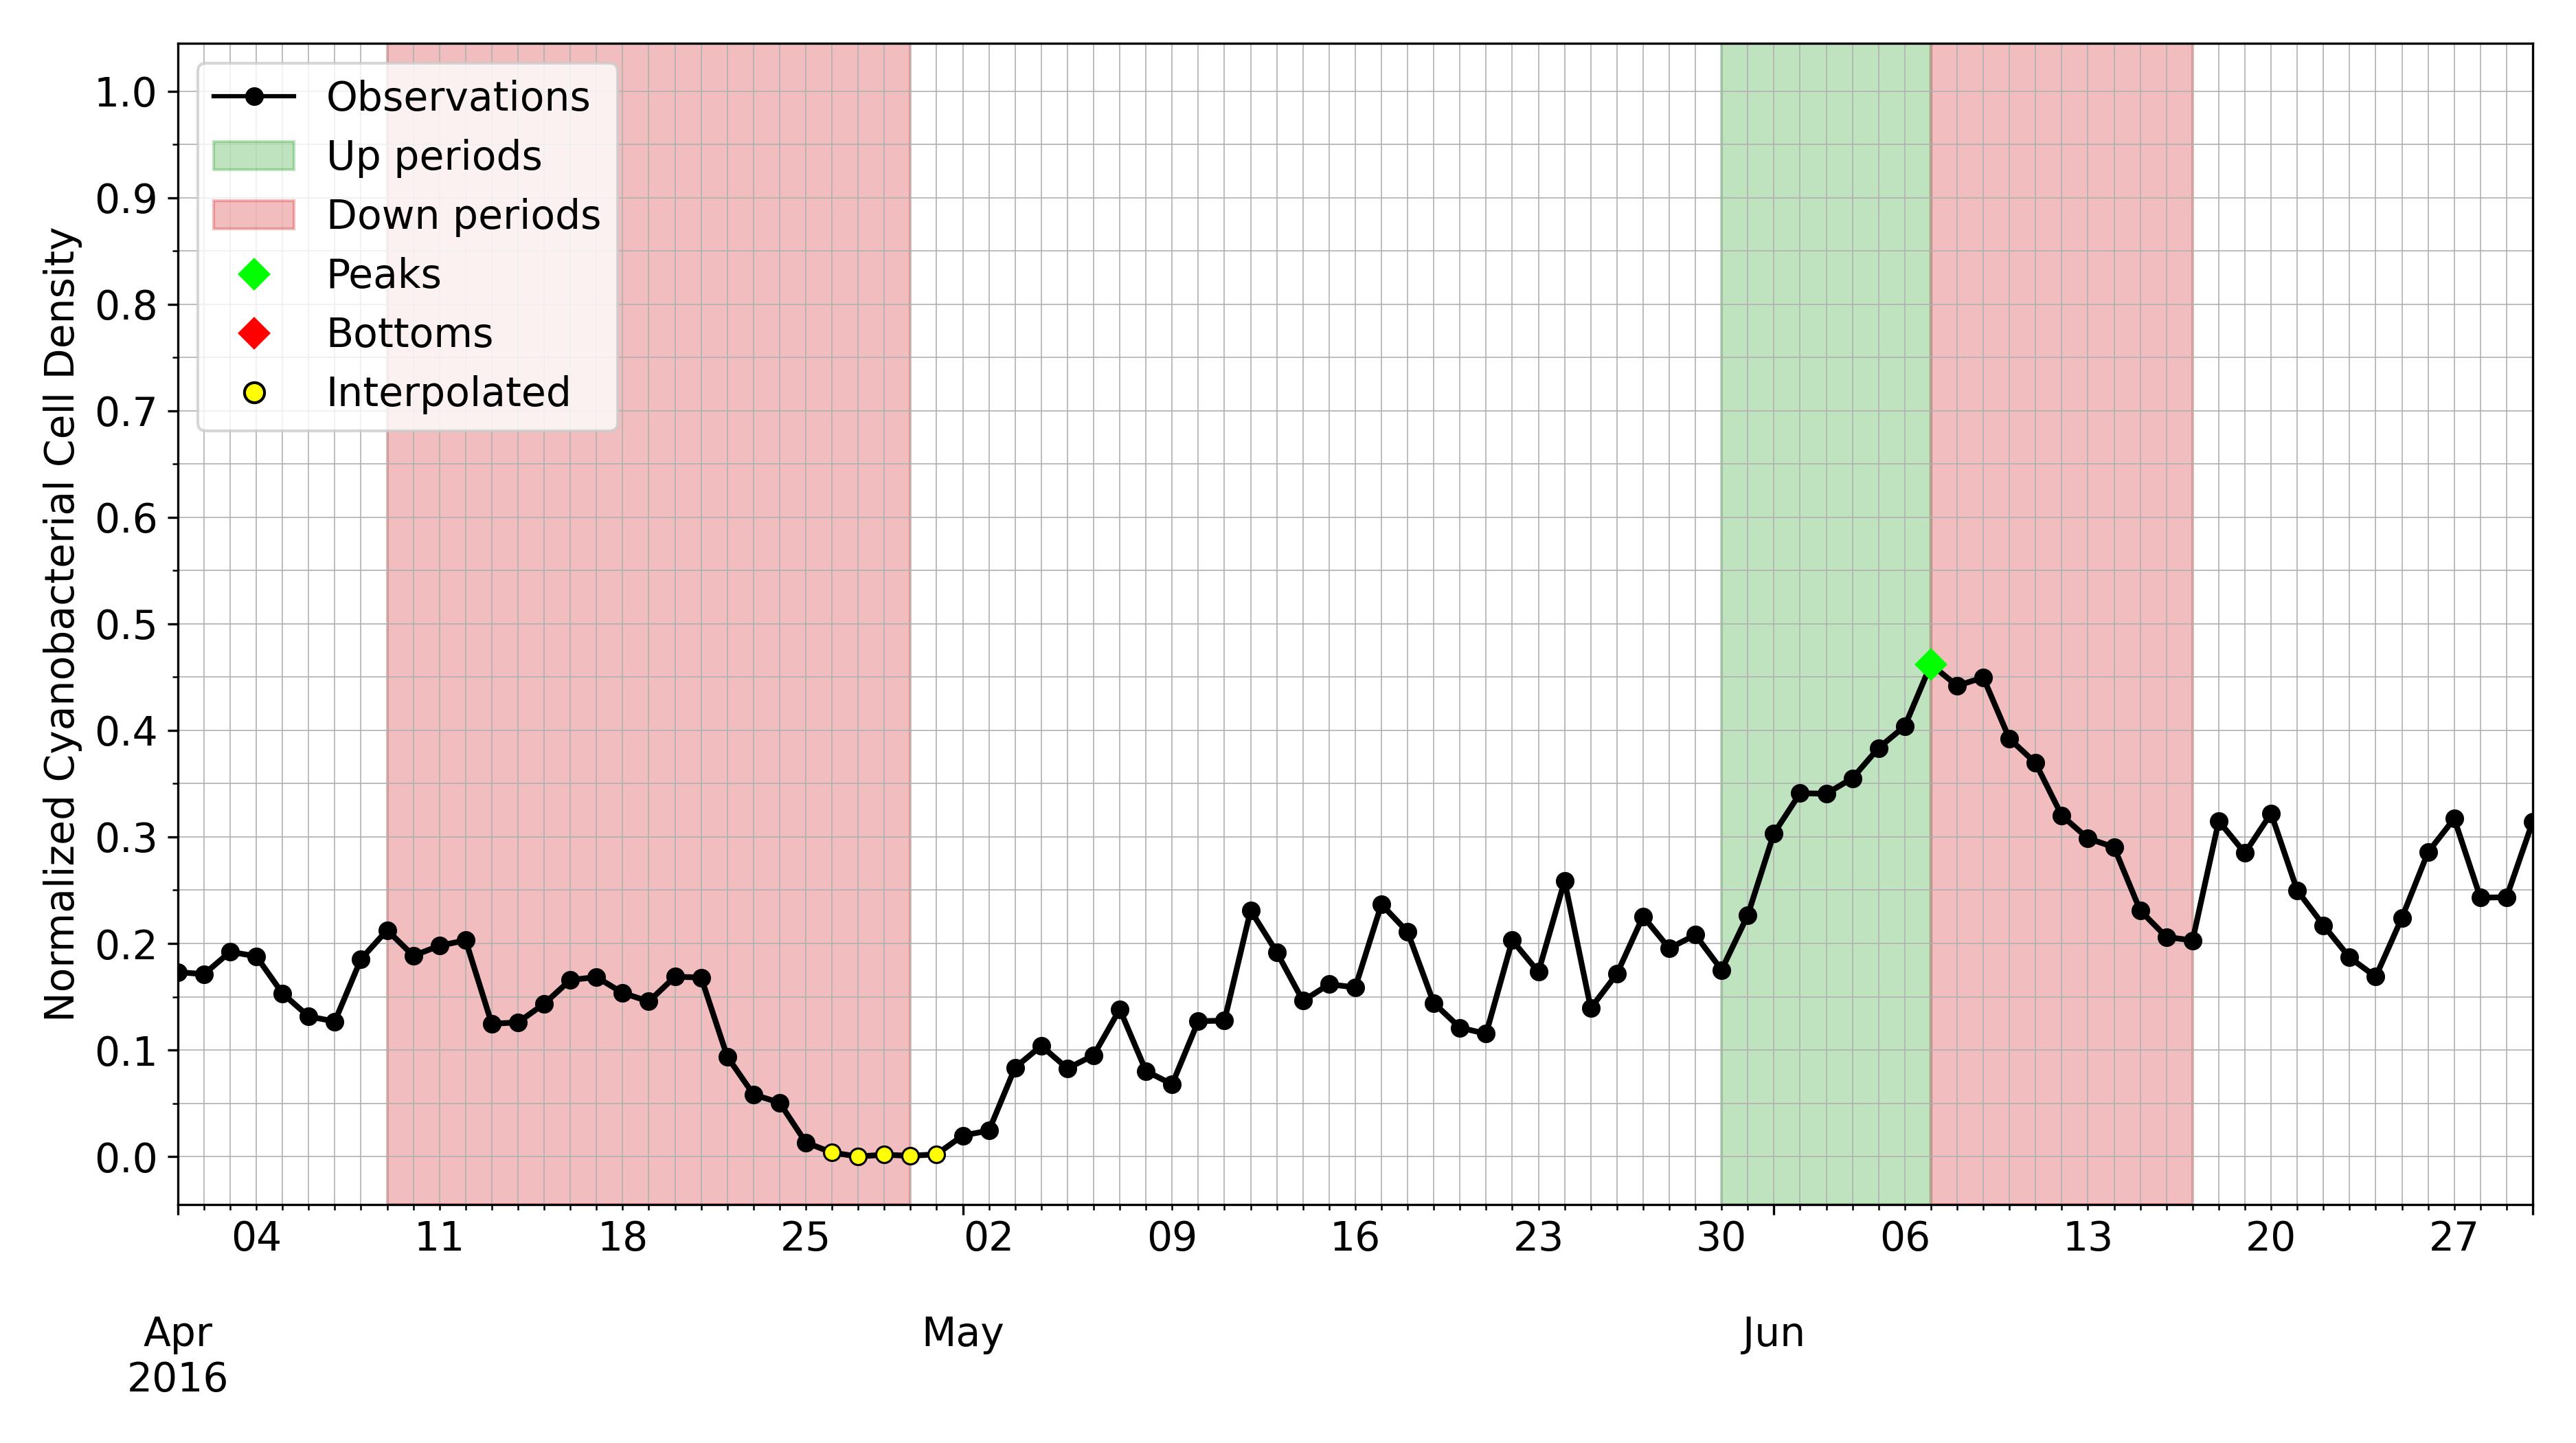 Normalized Cyanobacterial Cell Density
1.0
0.9
0.8
0.7
0.6
0.5
0.4
0.3
0.2
0.1
0.0
Observations
Up periods
Down periods
Peaks
Bottoms
Interpolated
04 11 18 25 02 09 16 23 30 06 13 20 27
Apr May Jun
2016